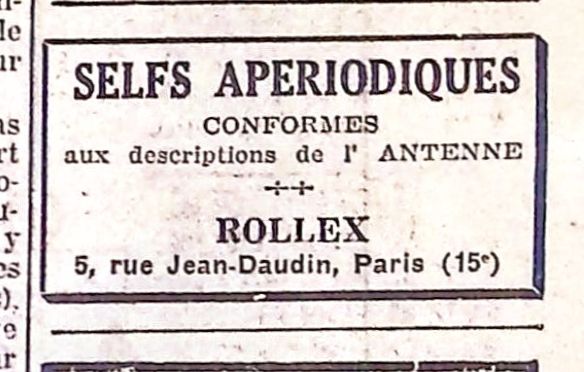 SELFS APERIODIQUES
CONFORMES
aux descriptions de l' ANTENNE
ROLLEX
5, rue Jean-Daudin, Paris (15ᵉ)